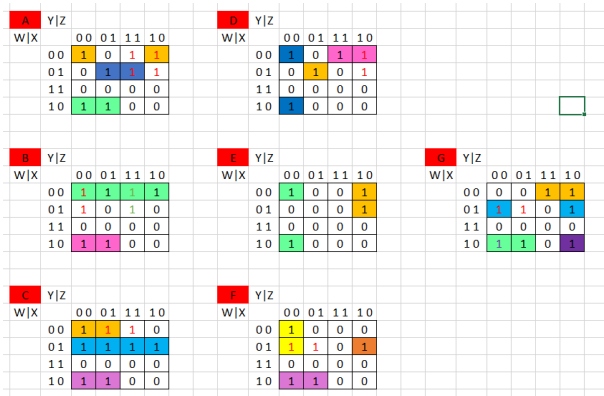 A Y|Z D Y|Z
W|X 00 01 11 10 W|X 00 01 11 10
00 1 0 1 1 00 1 0 1 1
01 0 1 1 1 01 0 1 0 1
11 0 0 0 0 11 0 0 0 0
10 1 1 0 0 10 1 0 0 0
B Y|Z E Y|Z G Y|Z
W|X 00 01 11 10 W|X 00 01 11 10 W|X 00 01 11 10
00 1 1 1 1 00 1 0 0 1 00 0 0 1 1
01 1 0 1 0 01 0 0 0 1 01 1 1 0 1
11 0 0 0 0 11 0 0 0 0 11 0 0 0 0
10 1 1 0 0 10 1 0 0 0 10 1 1 0 1
C Y|Z F Y|Z
W|X 00 01 11 10 W|X 00 01 11 10
00 1 1 1 0 00 1 0 0 0
01 1 1 1 1 01 1 1 0 1
11 0 0 0 0 11 0 0 0 0
10 1 1 0 0 10 1 1 0 0